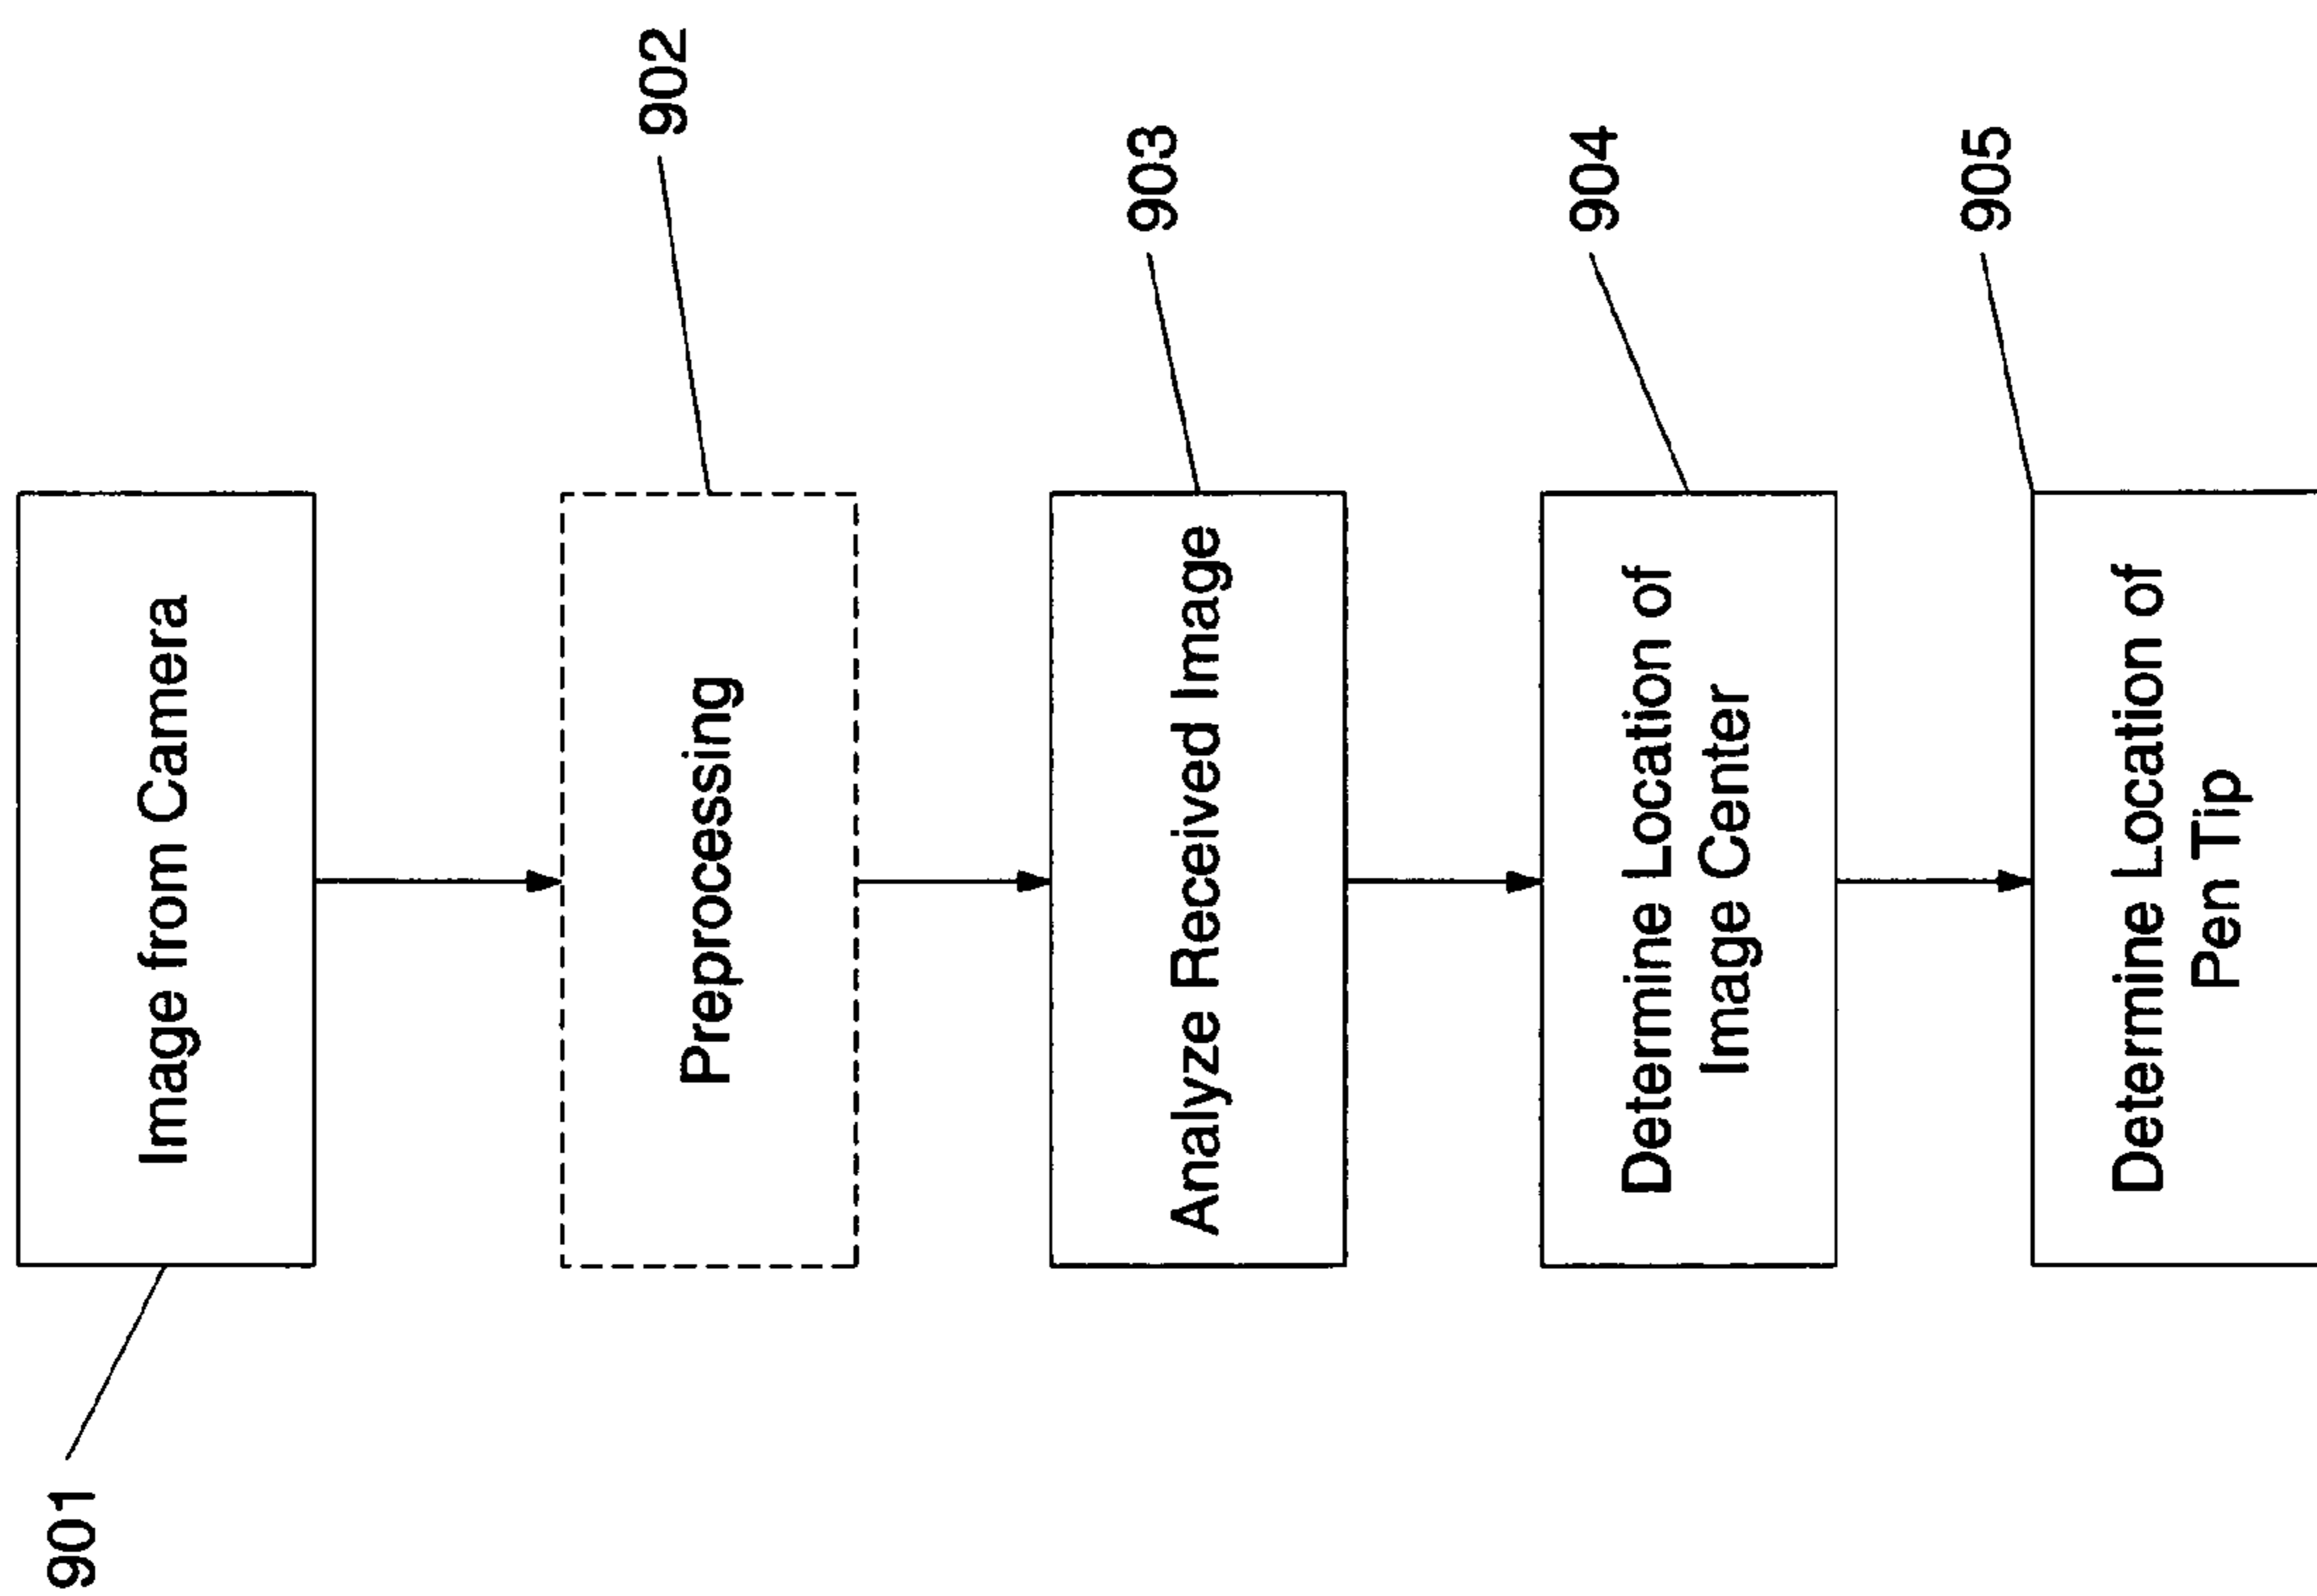 901
Image from Camera
902
Preprocessing
903
Analyze Received Image
904
Determine Location of
Image Center
905
Determine Location of
Pen Tip